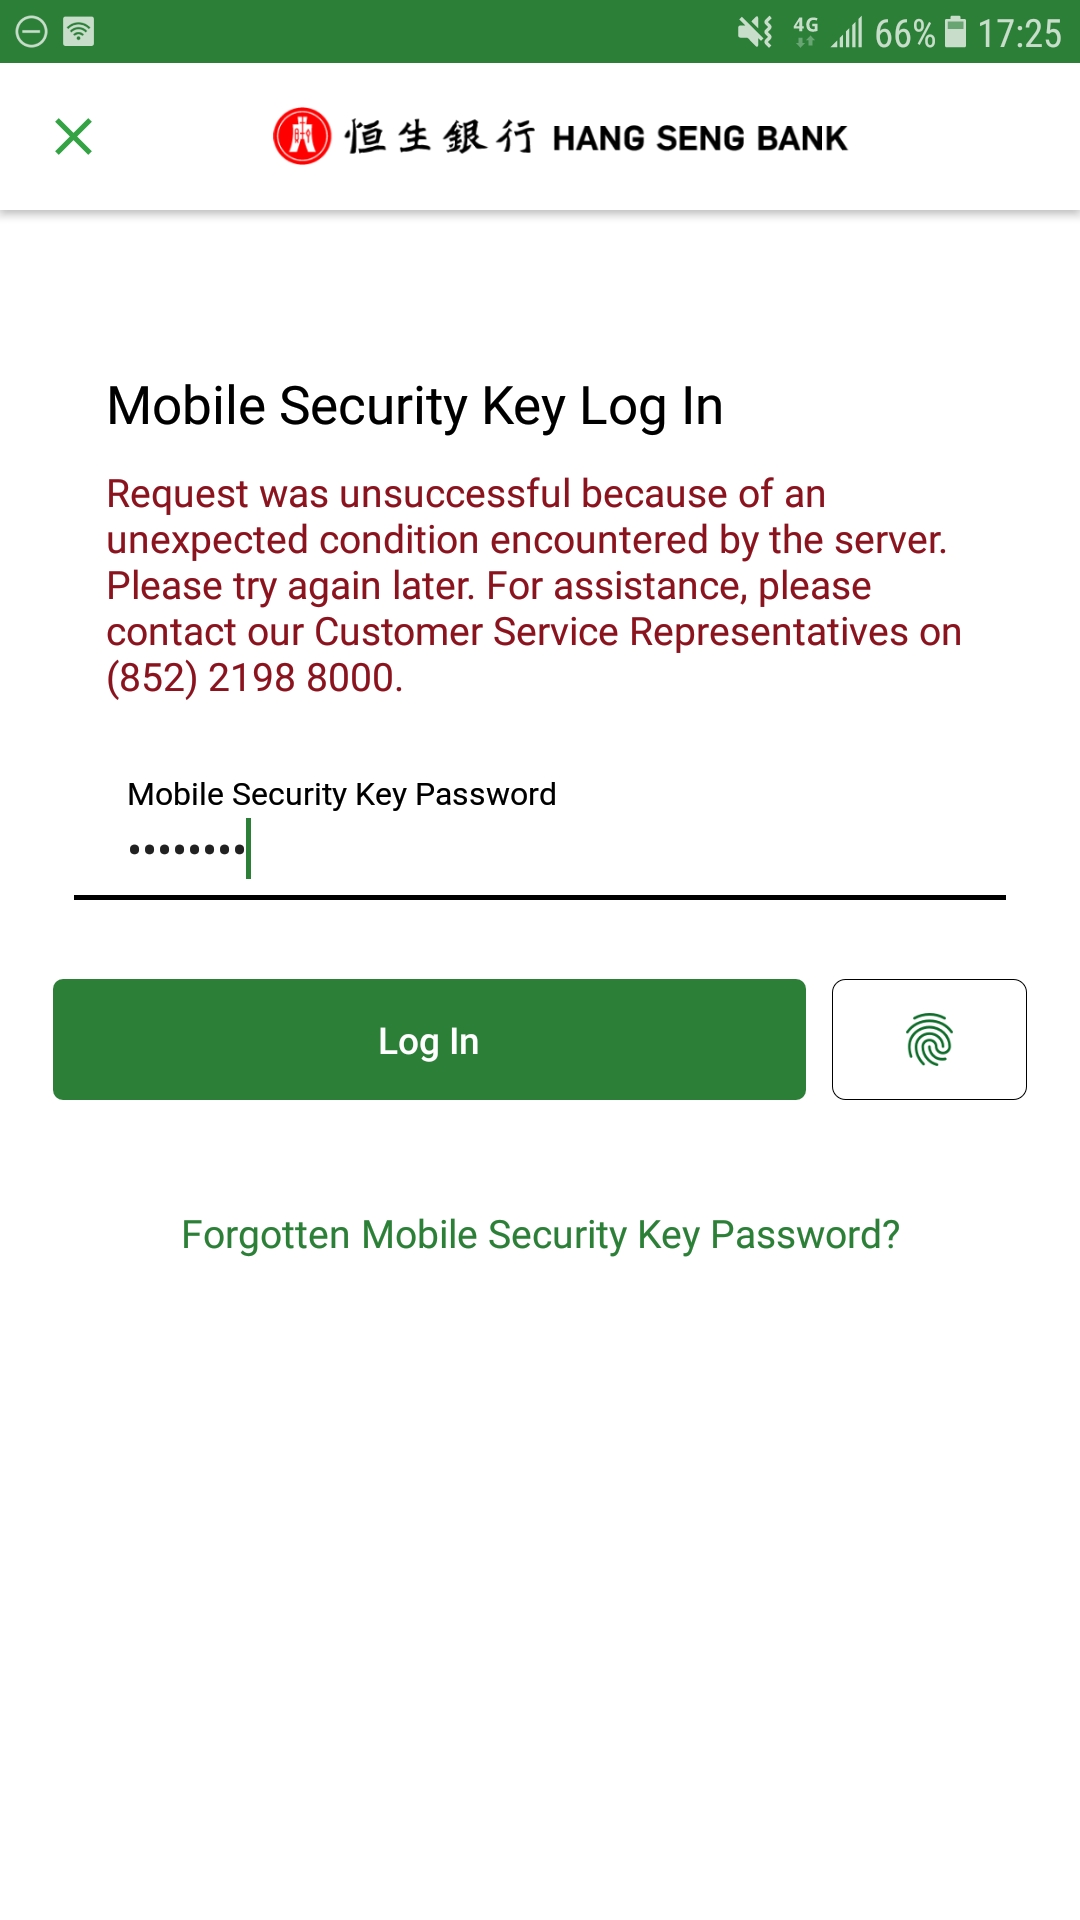 4G 66% 17:25
恒生銀行 HANG SENG BANK
Mobile Security Key Log In
Request was unsuccessful because of an
unexpected condition encountered by the server.
Please try again later. For assistance, please
contact our Customer Service Representatives on
(852) 2198 8000.
Mobile Security Key Password
••••••••
Log In
Forgotten Mobile Security Key Password?